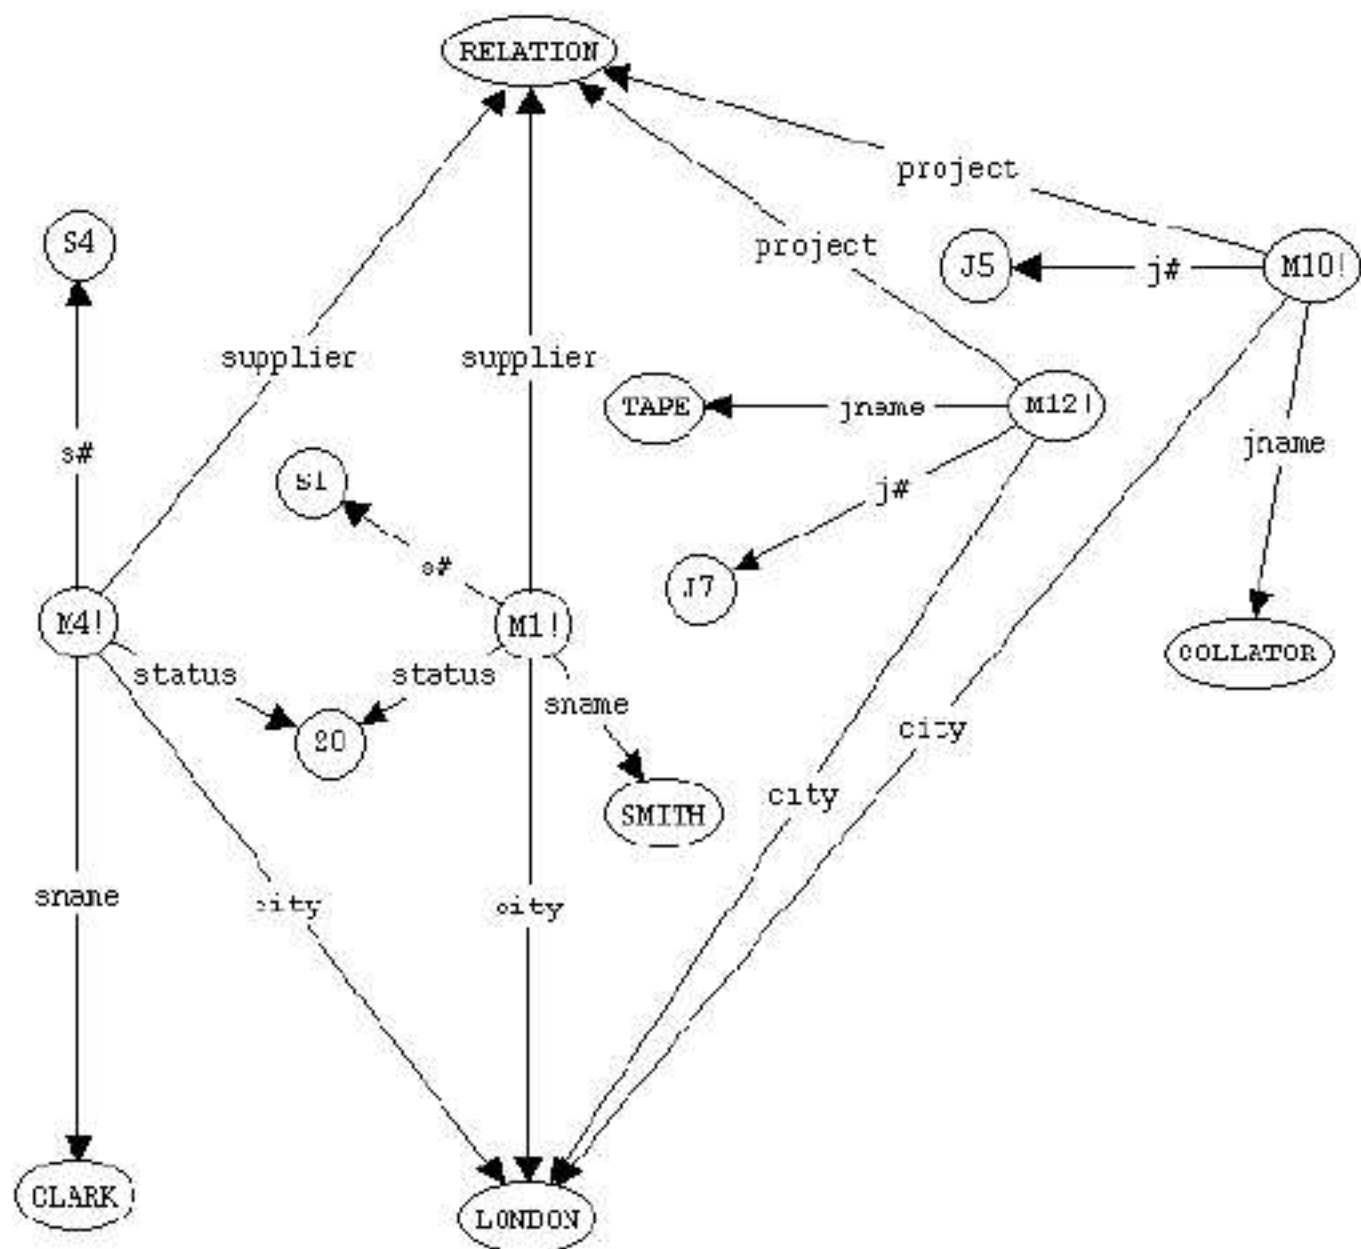 RELATION
project
S4
project
J5
j#
M10!
supplier
supplier
TAPE
jname
M12!
s#
jname
S1
j#
s#
J7
M4!
M1!
COLLATOR
status
status
sname
city
20
city
SMITH
sname
city
city
CLARK
LONDON